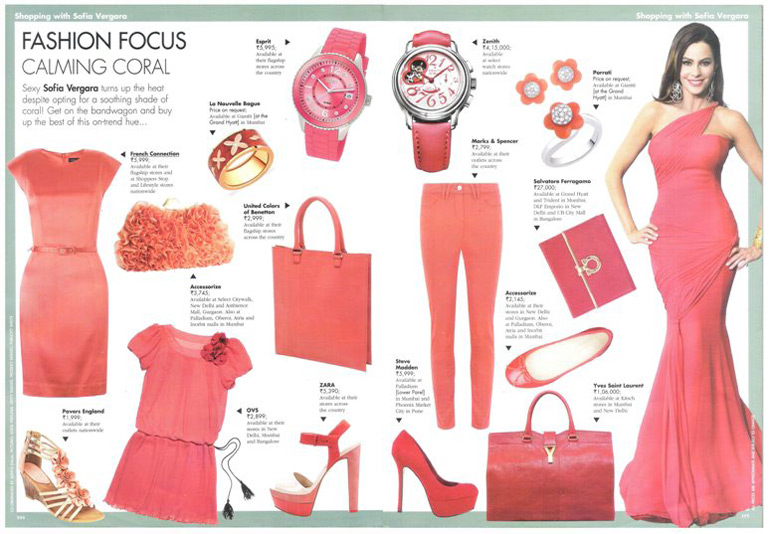 Shopping with Sofia Vergara
Shopping with Sofia Vergara
FASHION FOCUS
CALMING CORAL
Sexy Sofia Vergara turns up the heat
despite opting for a soothing shade of
coral! Get on the bandwagon and buy
up the best of this on-trend hue...
French Connection
₹5,999;
Available at their
flagship stores and
at Shoppers Stop
and Lifestyle stores
nationwide
La Nouvelle Bague
Price on request;
Available at Giantti [at the
Grand Hyatt] in Mumbai
Esprit
₹5,995;
Available at
their flagship
stores across
the country
United Colors
of Benetton
₹2,999;
Available at their
flagship stores
across the country
Accessorize
₹3,745;
Available at Select Citywalk,
New Delhi and Ambience
Mall, Gurgaon. Also at
Palladium, Oberoi, Atria and
Inorbit malls in Mumbai
Pavers England
₹1,999;
Available at their
outlets nationwide
OVS
₹2,899;
Available at their
stores in New
Delhi, Mumbai
and Bangalore
ZARA
₹5,290;
Available at their
stores across
the country
Zenith
₹4,15,000;
Available
at select
watch stores
nationwide
Marks & Spencer
₹2,799;
Available at their
outlets across
the country
Porrati
Price on request;
Available at Giantti
[at the Grand
Hyatt] in Mumbai
Salvatore Ferragamo
₹27,000;
Available at Grand Hyatt
and Trident in Mumbai,
DLF Emporio in New
Delhi and UB City Mall
in Bangalore
Accessorize
₹2,145;
Available at their
stores in New Delhi
and Gurgaon. Also
at Palladium, Oberoi,
Atria and Inorbit
malls in Mumbai
Steve
Madden
₹5,999;
Available at
Palladium
[Lower Parel]
in Mumbai and
Phoenix Market
City in Pune
Yves Saint Laurent
₹1,06,000;
Available at Kitsch
stores in Mumbai
and New Delhi